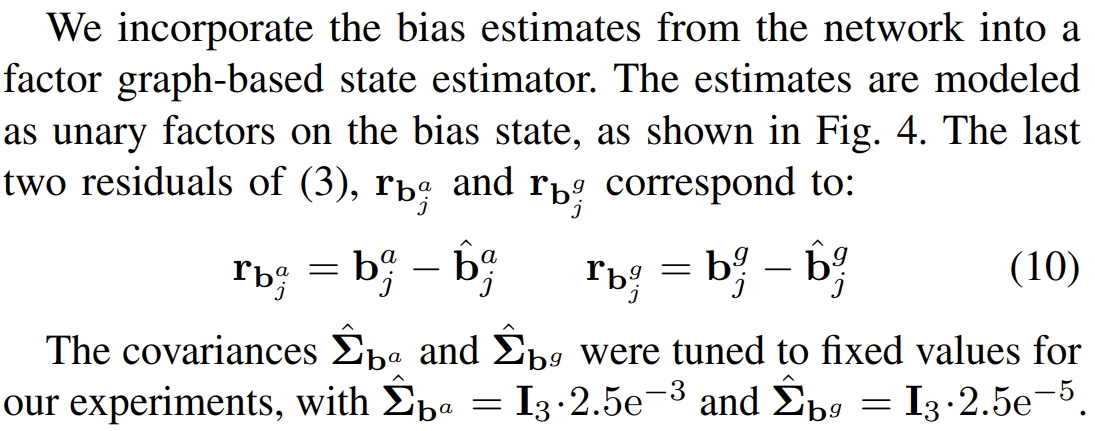 We incorporate the bias estimates from the network into a
factor graph-based state estimator. The estimates are modeled
as unary factors on the bias state, as shown in Fig. 4. The last
two residuals of (3), $\mathbf{r}_{\mathbf{b}_j^a}$ and $\mathbf{r}_{\mathbf{b}_j^g}$ correspond to:
$\mathbf{r}_{\mathbf{b}_j^a} = \mathbf{b}_j^a - \hat{\mathbf{b}}_j^a \qquad \mathbf{r}_{\mathbf{b}_j^g} = \mathbf{b}_j^g - \hat{\mathbf{b}}_j^g$ (10)
The covariances $\hat{\mathbf{\Sigma}}_{\mathbf{b}^a}$ and $\hat{\mathbf{\Sigma}}_{\mathbf{b}^g}$ were tuned to fixed values for
our experiments, with $\hat{\mathbf{\Sigma}}_{\mathbf{b}^a} = \mathbf{I}_3 \cdot 2.5\mathrm{e}^{-3}$ and $\hat{\mathbf{\Sigma}}_{\mathbf{b}^g} = \mathbf{I}_3 \cdot 2.5\mathrm{e}^{-5}$.